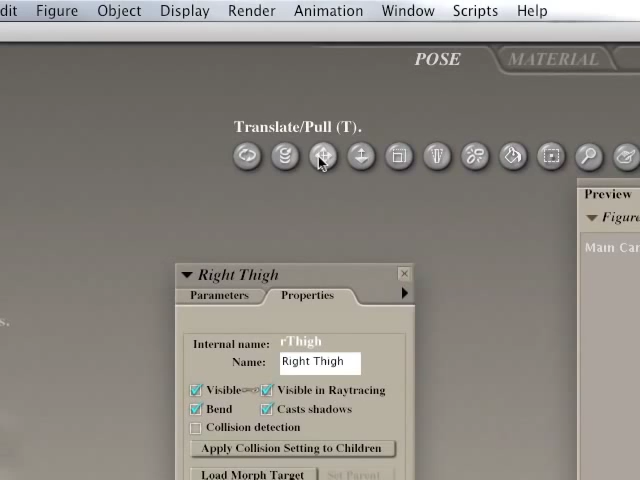 dit Figure Object Display Render Animation Window Scripts Help
POSE MATERIAL
Translate/Pull (T).
Preview
Figure
Main Car
Right Thigh
Parameters Properties
s.
Internal name: rThigh
Name: Right Thigh
Visible Visible in Raytracing
Bend Casts shadows
Collision detection
Apply Collision Setting to Children
Load Morph Target Set Parent